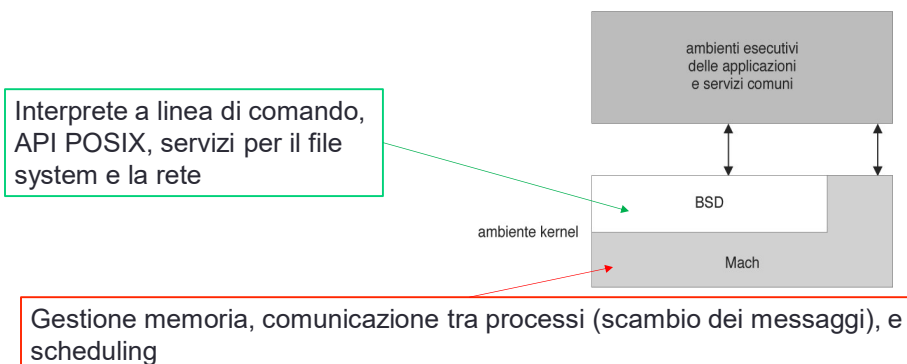 ambienti esecutivi
delle applicazioni
e servizi comuni
Interprete a linea di comando,
API POSIX, servizi per il file
system e la rete
BSD
ambiente kernel
Mach
Gestione memoria, comunicazione tra processi (scambio dei messaggi), e
scheduling